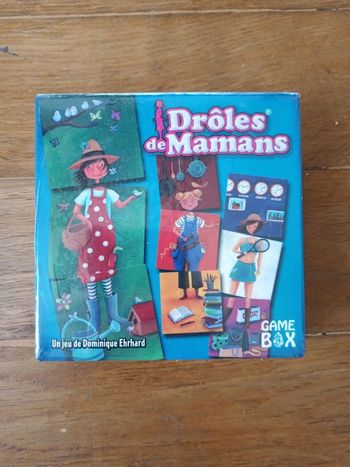 Drôles
de Mamans
Un jeu de Dominique Ehrhard
GAME
BOX